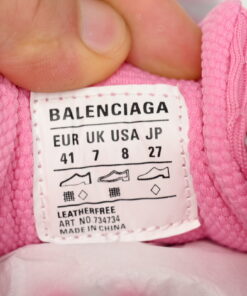 BALENCIAGA
EUR UK USA JP
41 7 8 27
LEATHERFREE
ART NO 734734
MADE IN CHINA